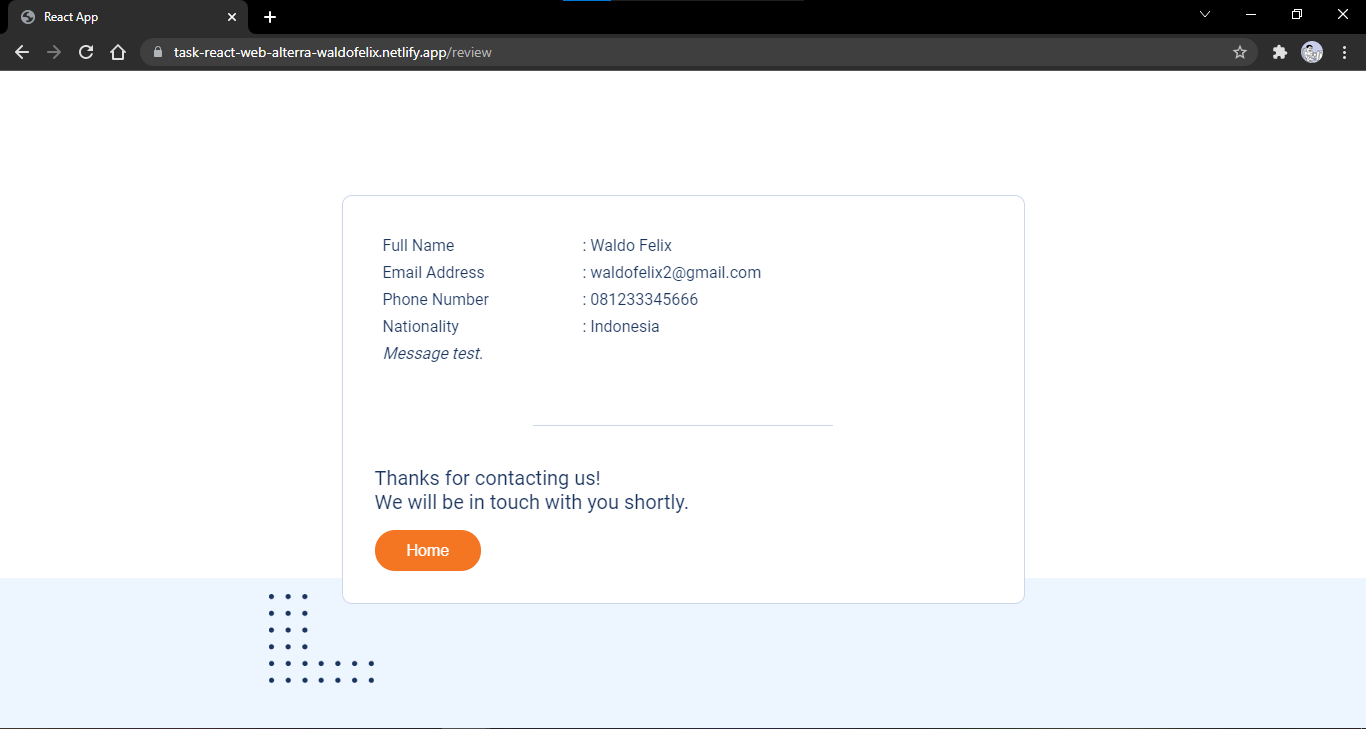 React App
task-react-web-alterra-waldofelix.netlify.app/review
Full Name : Waldo Felix
Email Address : waldofelix2@gmail.com
Phone Number : 081233345666
Nationality : Indonesia
Message test.
Thanks for contacting us!
We will be in touch with you shortly.
Home